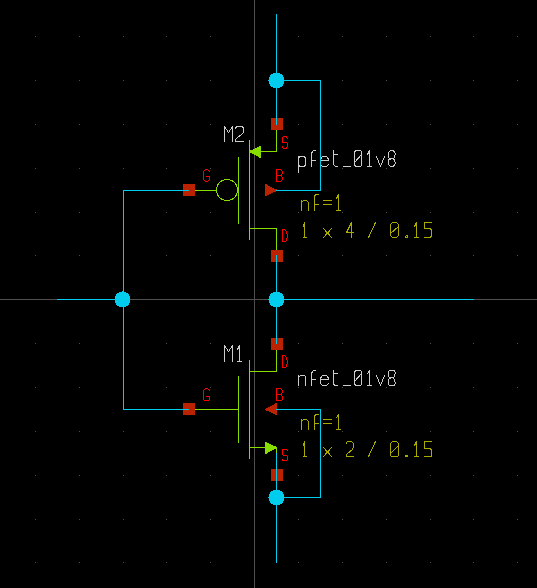 M2
S
pfet_01v8
G
B
nf=1
1 x 4 / 0.15
D
M1
D
nfet_01v8
G
B
nf=1
1 x 2 / 0.15
S